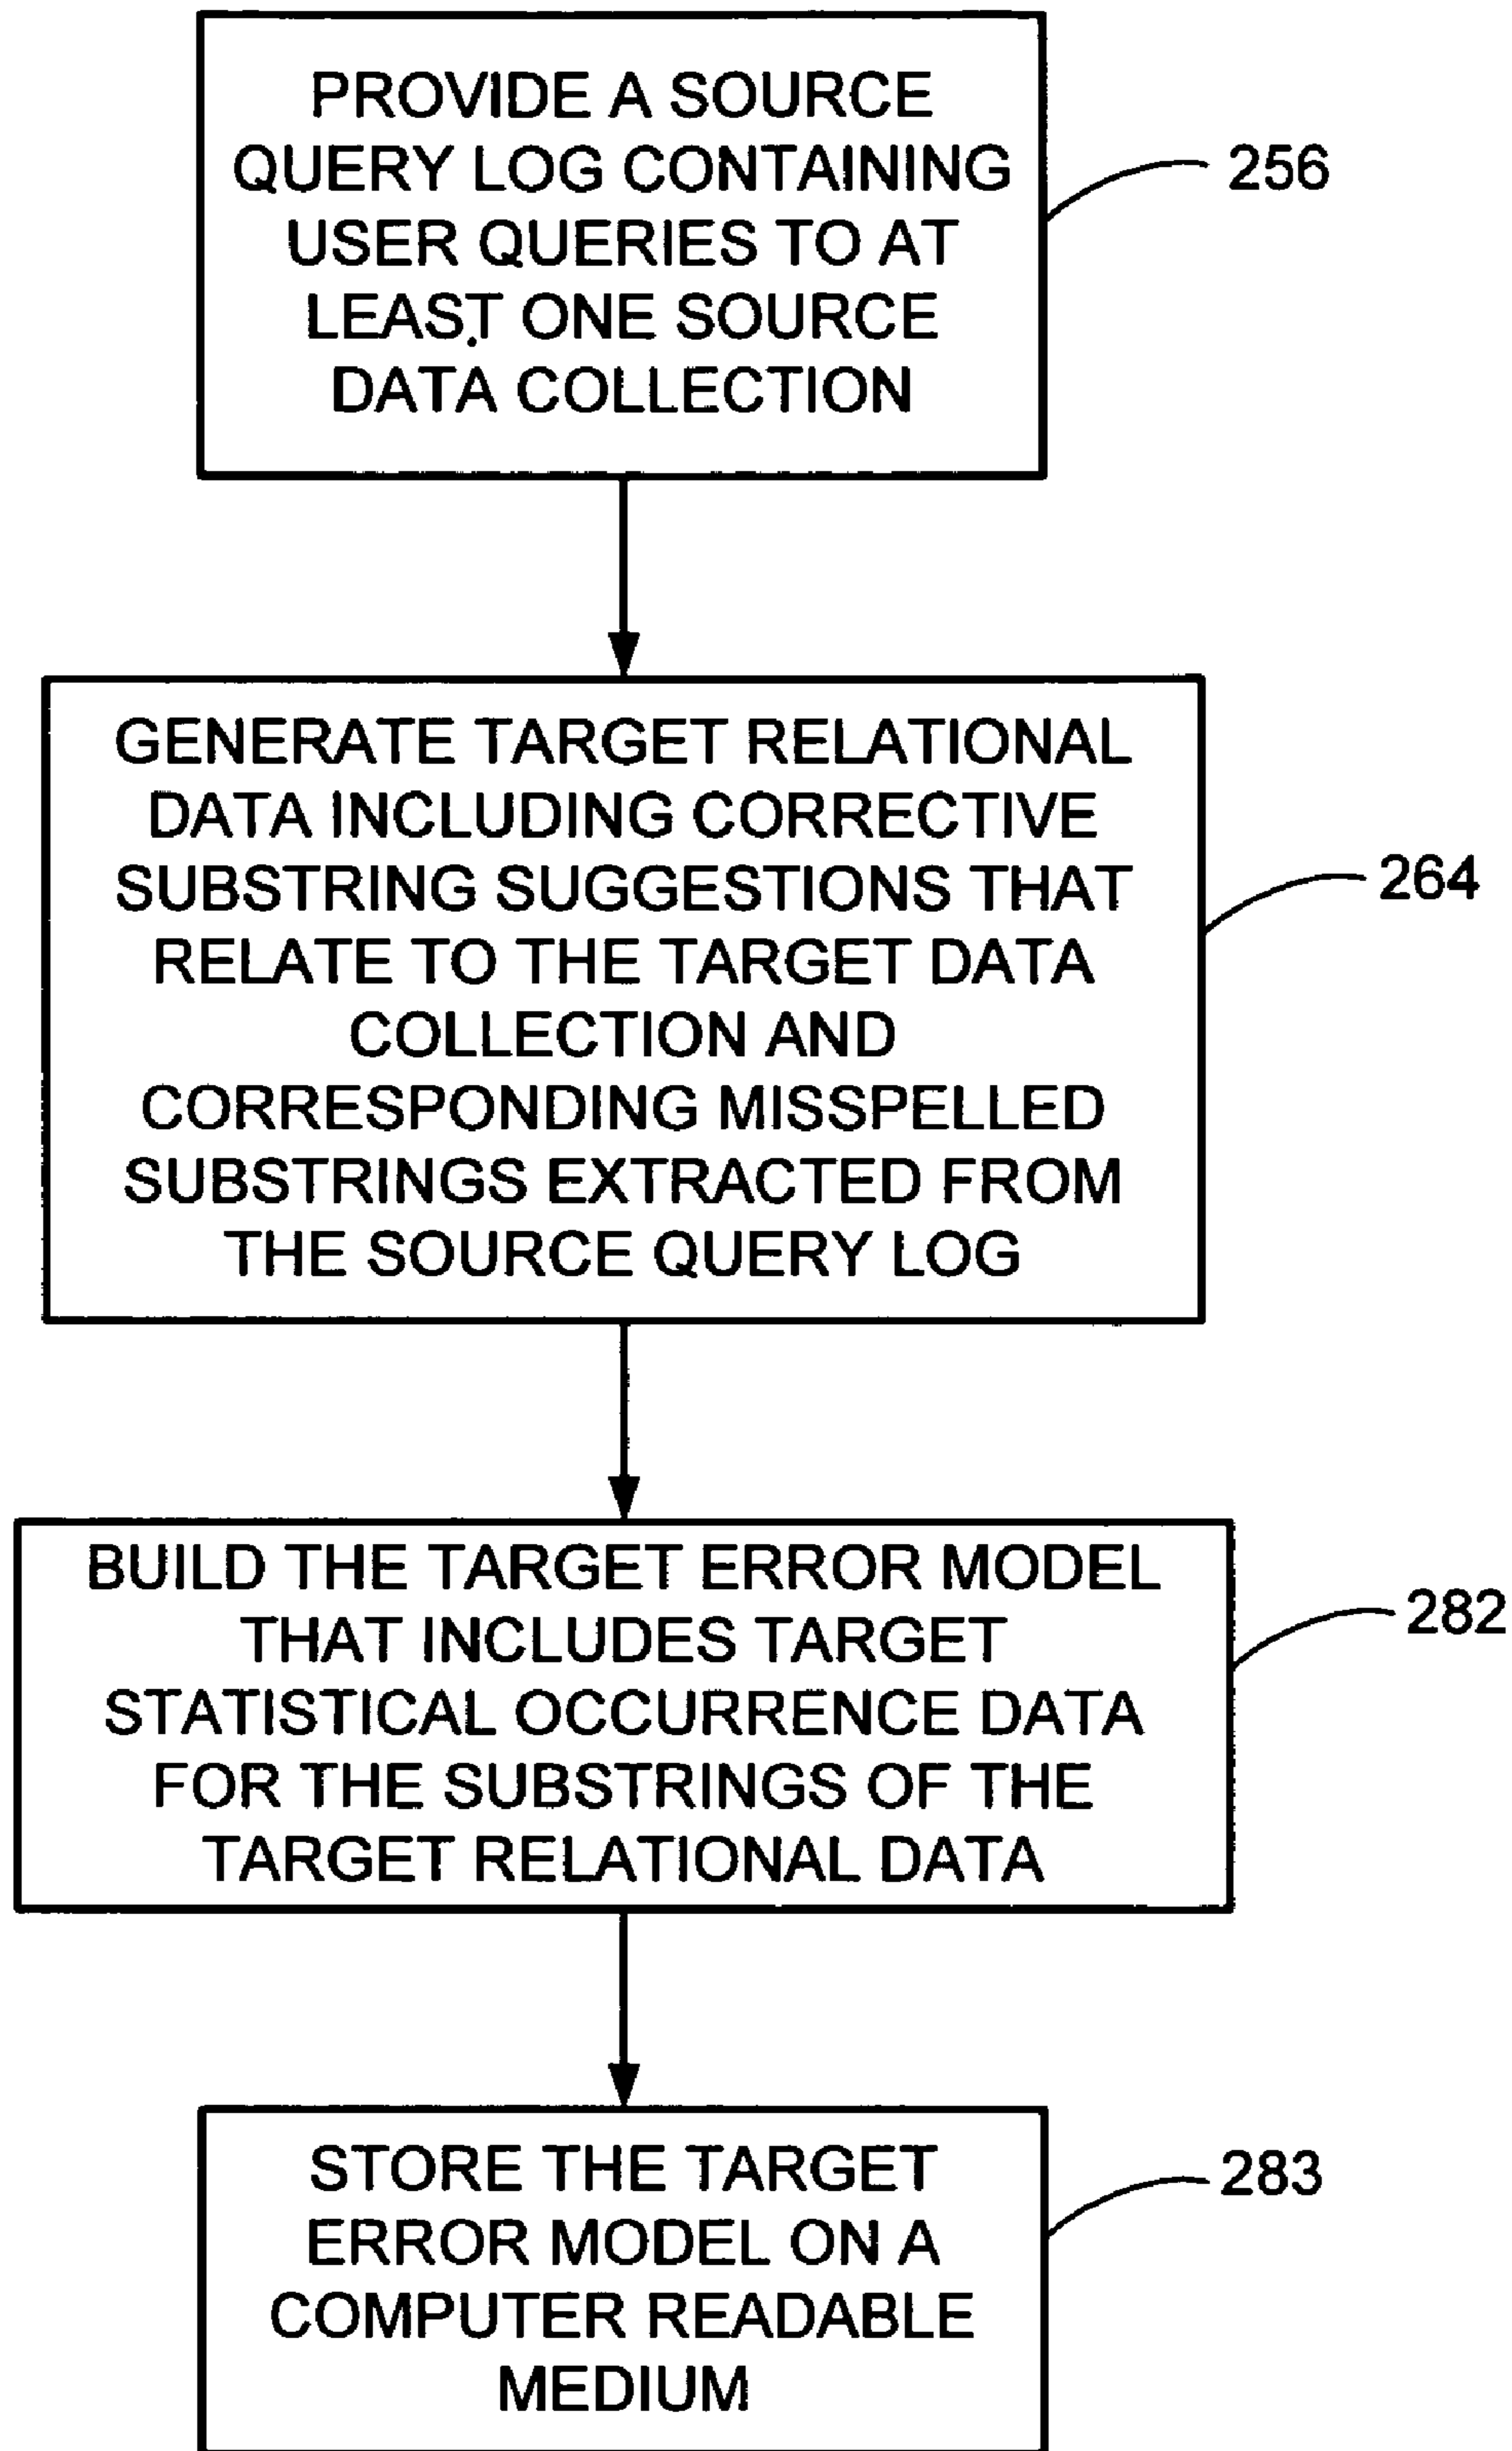 PROVIDE A SOURCE
QUERY LOG CONTAINING
USER QUERIES TO AT
LEAST ONE SOURCE
DATA COLLECTION
256
GENERATE TARGET RELATIONAL
DATA INCLUDING CORRECTIVE
SUBSTRING SUGGESTIONS THAT
RELATE TO THE TARGET DATA
COLLECTION AND
CORRESPONDING MISSPELLED
SUBSTRINGS EXTRACTED FROM
THE SOURCE QUERY LOG
264
BUILD THE TARGET ERROR MODEL
THAT INCLUDES TARGET
STATISTICAL OCCURRENCE DATA
FOR THE SUBSTRINGS OF THE
TARGET RELATIONAL DATA
282
STORE THE TARGET
ERROR MODEL ON A
COMPUTER READABLE
MEDIUM
283